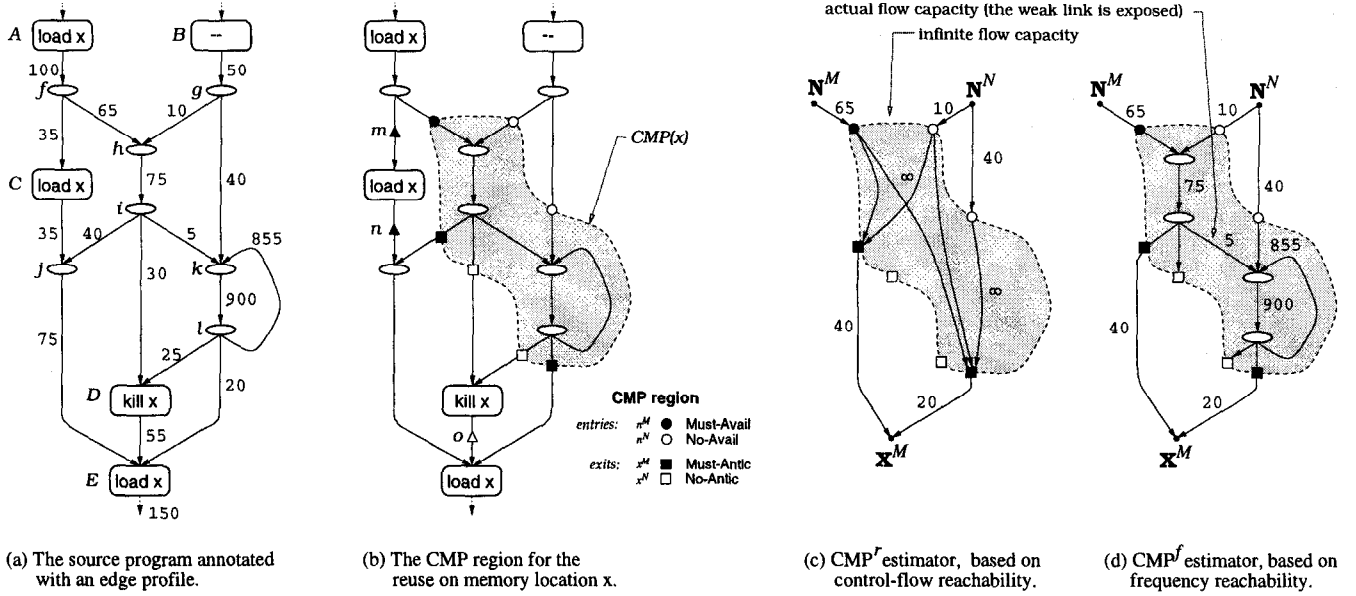 actual flow capacity (the weak link is exposed)
infinite flow capacity
A
load x
B
--
100
50
f
g
65
10
35
h
C
load x
75
40
i
35
40
5
855
j
k
30
900
l
75
25
20
D
kill x
55
E
load x
150
(a) The source program annotated
with an edge profile.
load x
--
m
CMP(x)
load x
n
kill x
o
load x
CMP region
entries: n^M Must-Avail
n^N No-Avail
exits: x^M Must-Antic
x^N No-Antic
(b) The CMP region for the
reuse on memory location x.
N^M
N^N
65
10
40
∞
∞
40
20
X^M
(c) CMP^r estimator, based on
control-flow reachability.
N^M
N^N
65
10
75
40
5
855
900
40
20
X^M
(d) CMP^f estimator, based on
frequency reachability.